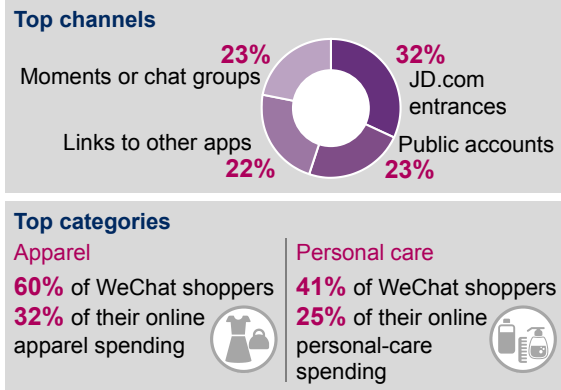 Top channels
23%
Moments or chat groups
32%
JD.com
entrances
Links to other apps
22%
Public accounts
23%
Top categories
Apparel
60% of WeChat shoppers
32% of their online
apparel spending
Personal care
41% of WeChat shoppers
25% of their online
personal-care
spending